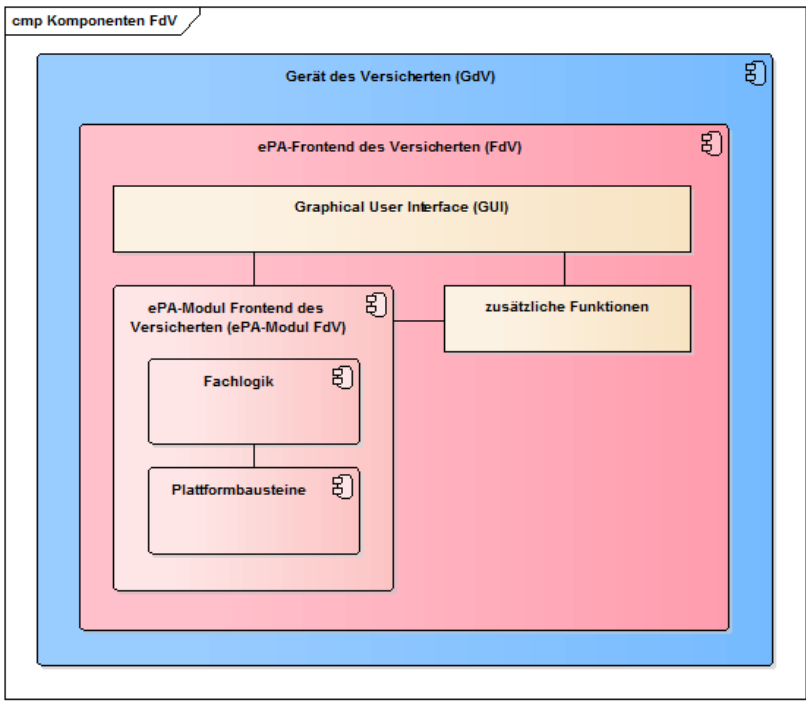 cmp Komponenten FdV
Gerät des Versicherten (GdV)
ePA-Frontend des Versicherten (FdV)
Graphical User Interface (GUI)
ePA-Modul Frontend des
Versicherten (ePA-Modul FdV)
zusätzliche Funktionen
Fachlogik
Plattformbausteine